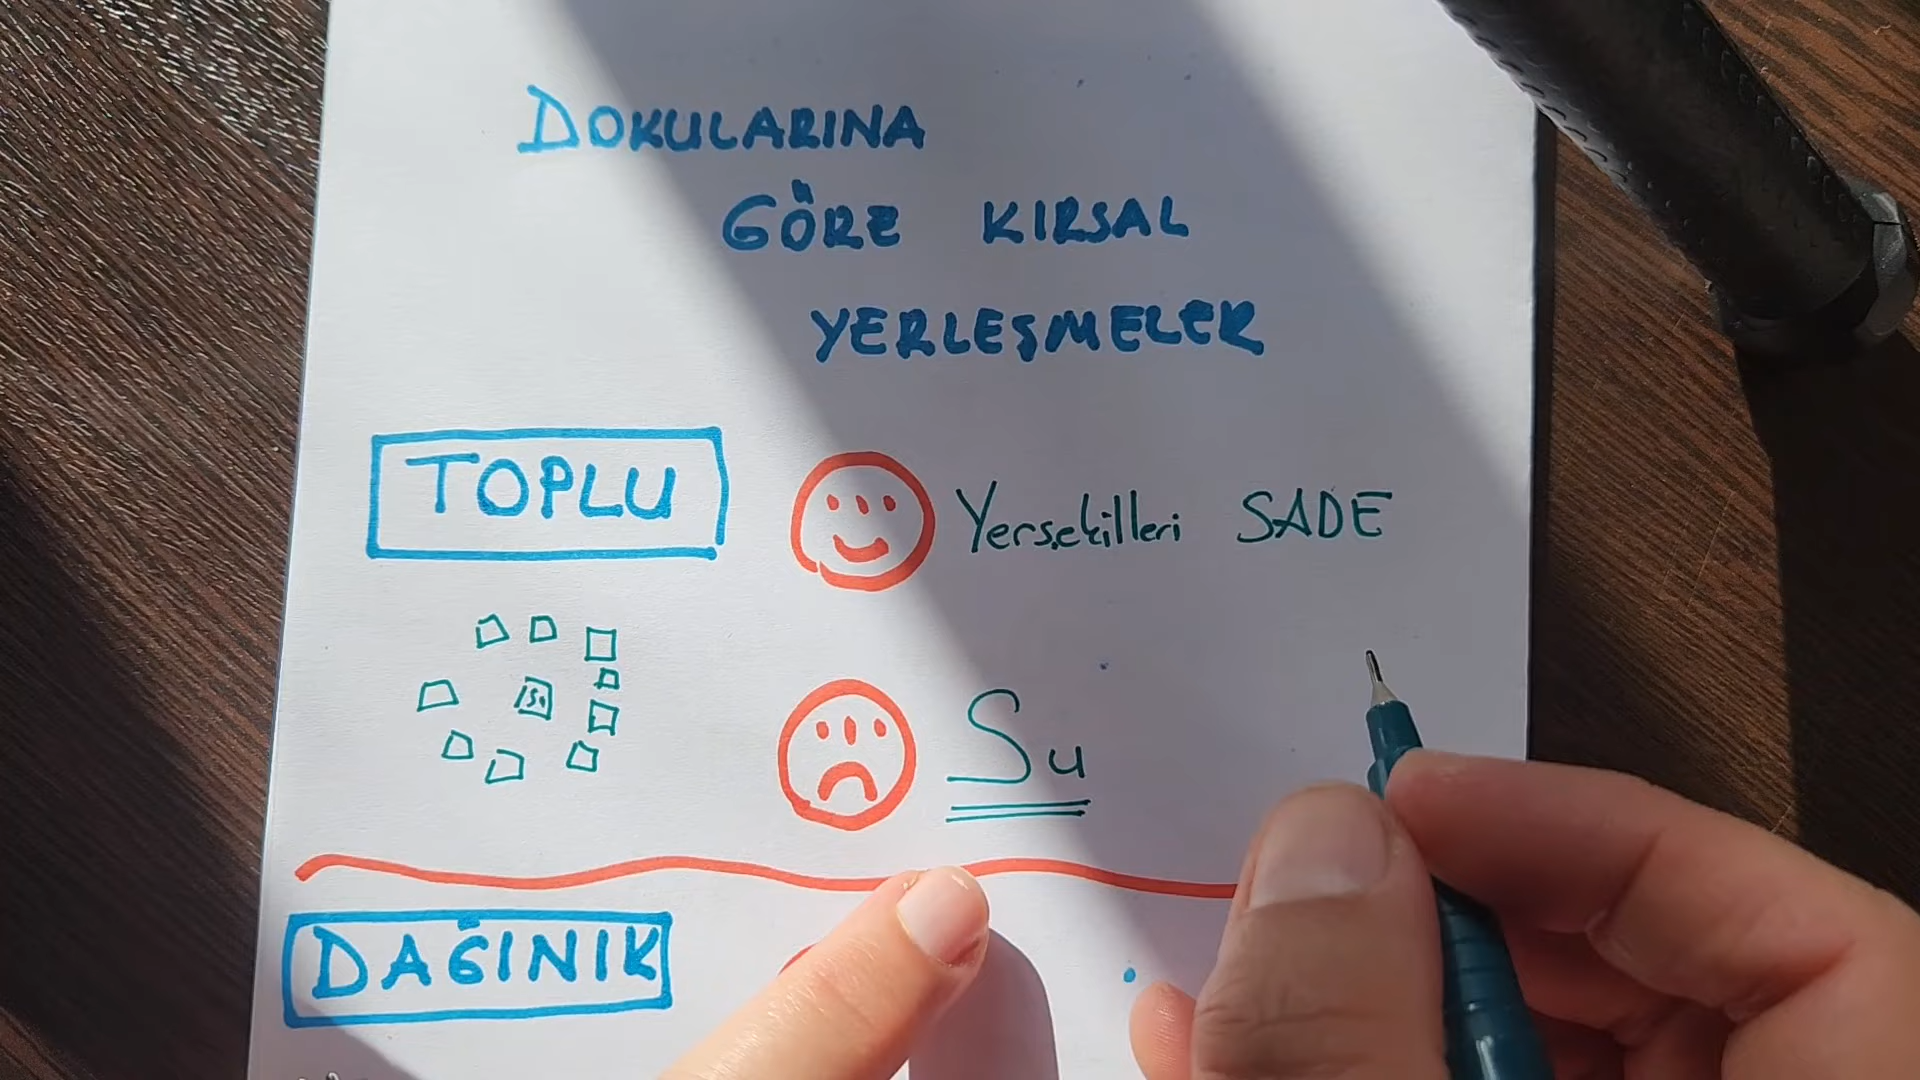 DOKULARINA
GÖRE KIRSAL
YERLEŞMELER
TOPLU
Yerşekilleri SADE
Su
DAĞINIK